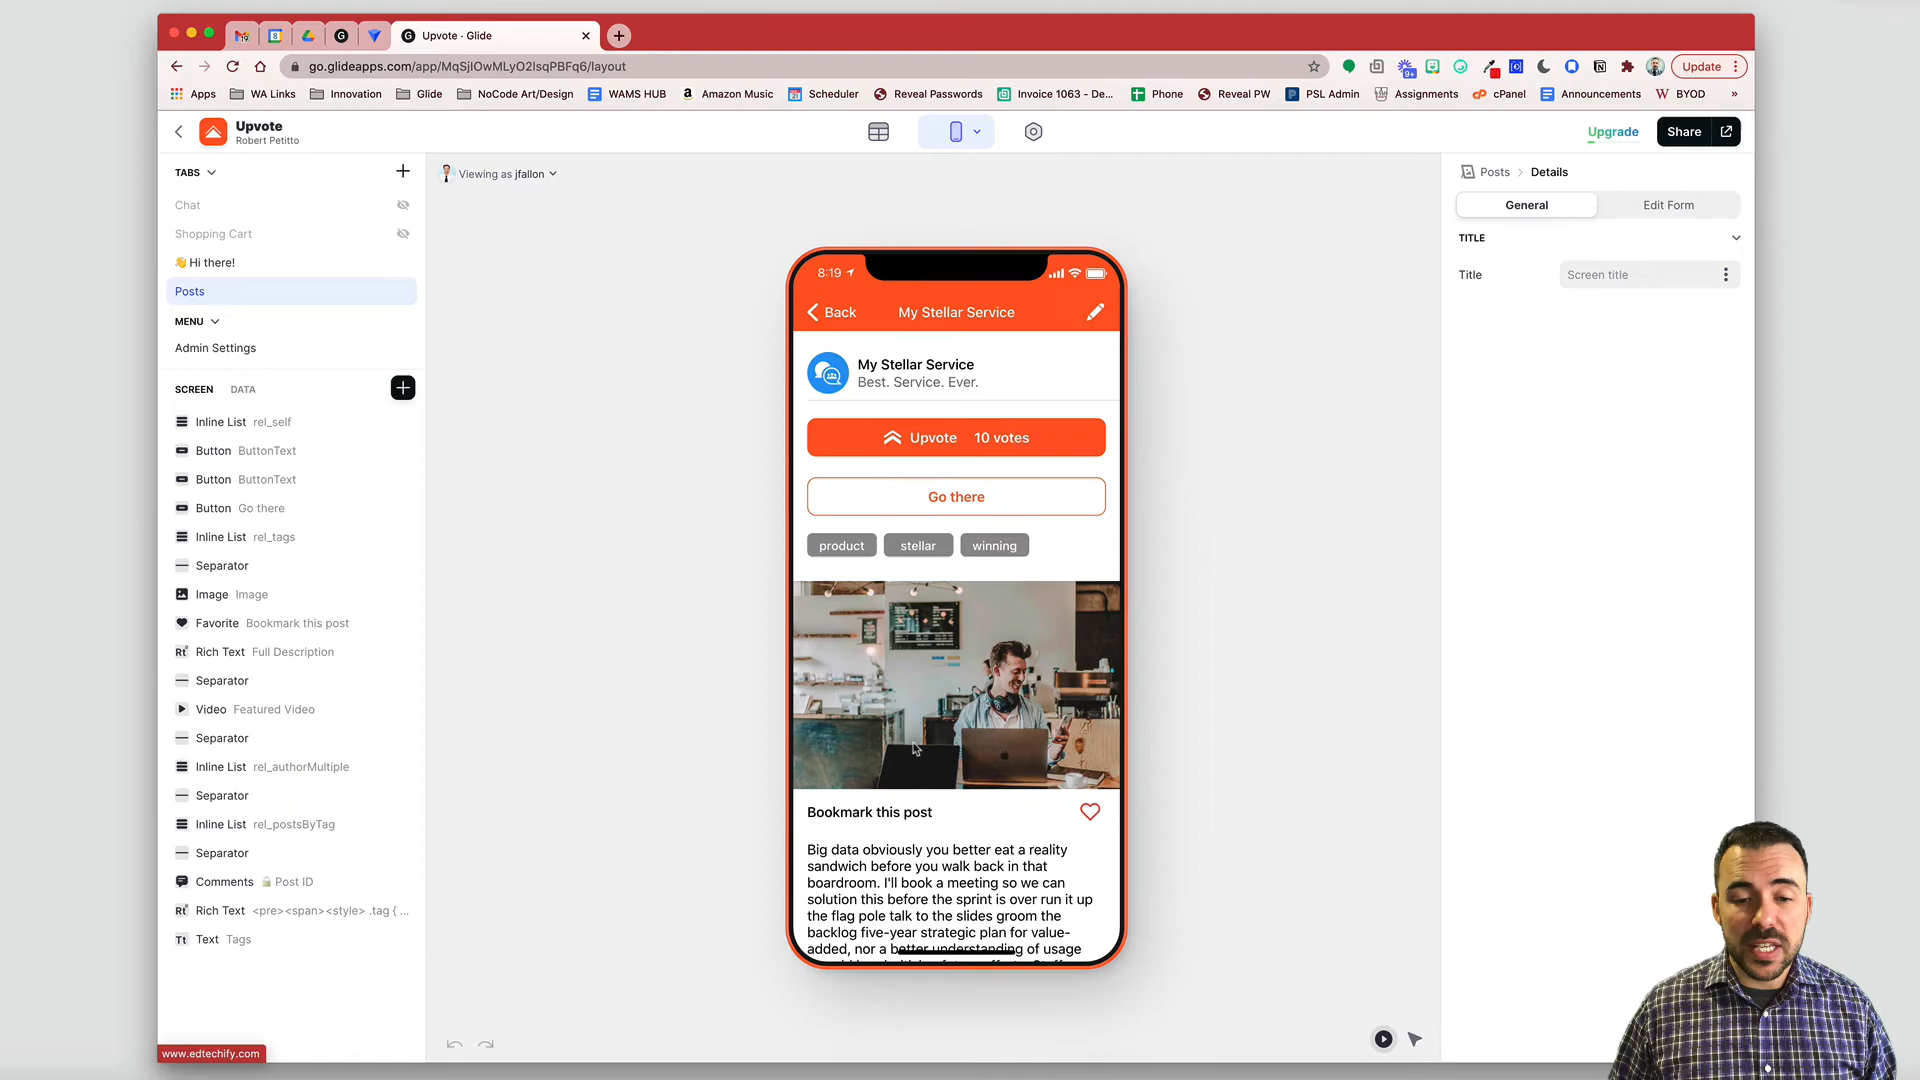 Upvote · Glide
go.glideapps.com/app/MqSjIOwMLyO2IsqPBFq6/layout
Update
Apps
WA Links
Innovation
Glide
NoCode Art/Design
WAMS HUB
Amazon Music
Scheduler
Reveal Passwords
Invoice 1063 - De...
Phone
Reveal PW
PSL Admin
Assignments
cPanel
Announcements
BYOD
»
Upvote
Robert Petitto
Upgrade
Share
TABS
Chat
Shopping Cart
👋 Hi there!
Posts
MENU
Admin Settings
SCREEN DATA
Inline List rel_self
Button ButtonText
Button ButtonText
Button Go there
Inline List rel_tags
Separator
Image Image
Favorite Bookmark this post
Rich Text Full Description
Separator
Video Featured Video
Separator
Inline List rel_authorMultiple
Separator
Inline List rel_postsByTag
Separator
Comments 🔒 Post ID
Rich Text <pre><span><style> .tag { ...
Text Tags
www.edtechify.com
Viewing as jfallon
8:19
Back
My Stellar Service
My Stellar Service
Best. Service. Ever.
Upvote 10 votes
Go there
product stellar winning
Bookmark this post
Big data obviously you better eat a reality
sandwich before you walk back in that
boardroom. I'll book a meeting so we can
solution this before the sprint is over run it up
the flag pole talk to the slides groom the
backlog five-year strategic plan for value-
added, nor a better understanding of usage
Posts > Details
General
Edit Form
TITLE
Title
Screen title